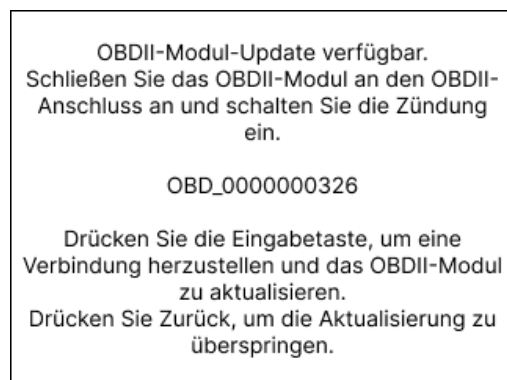 OBDII-Modul-Update verfügbar.
Schließen Sie das OBDII-Modul an den OBDII-
Anschluss an und schalten Sie die Zündung
ein.
OBD_0000000326
Drücken Sie die Eingabetaste, um eine
Verbindung herzustellen und das OBDII-Modul
zu aktualisieren.
Drücken Sie Zurück, um die Aktualisierung zu
überspringen.